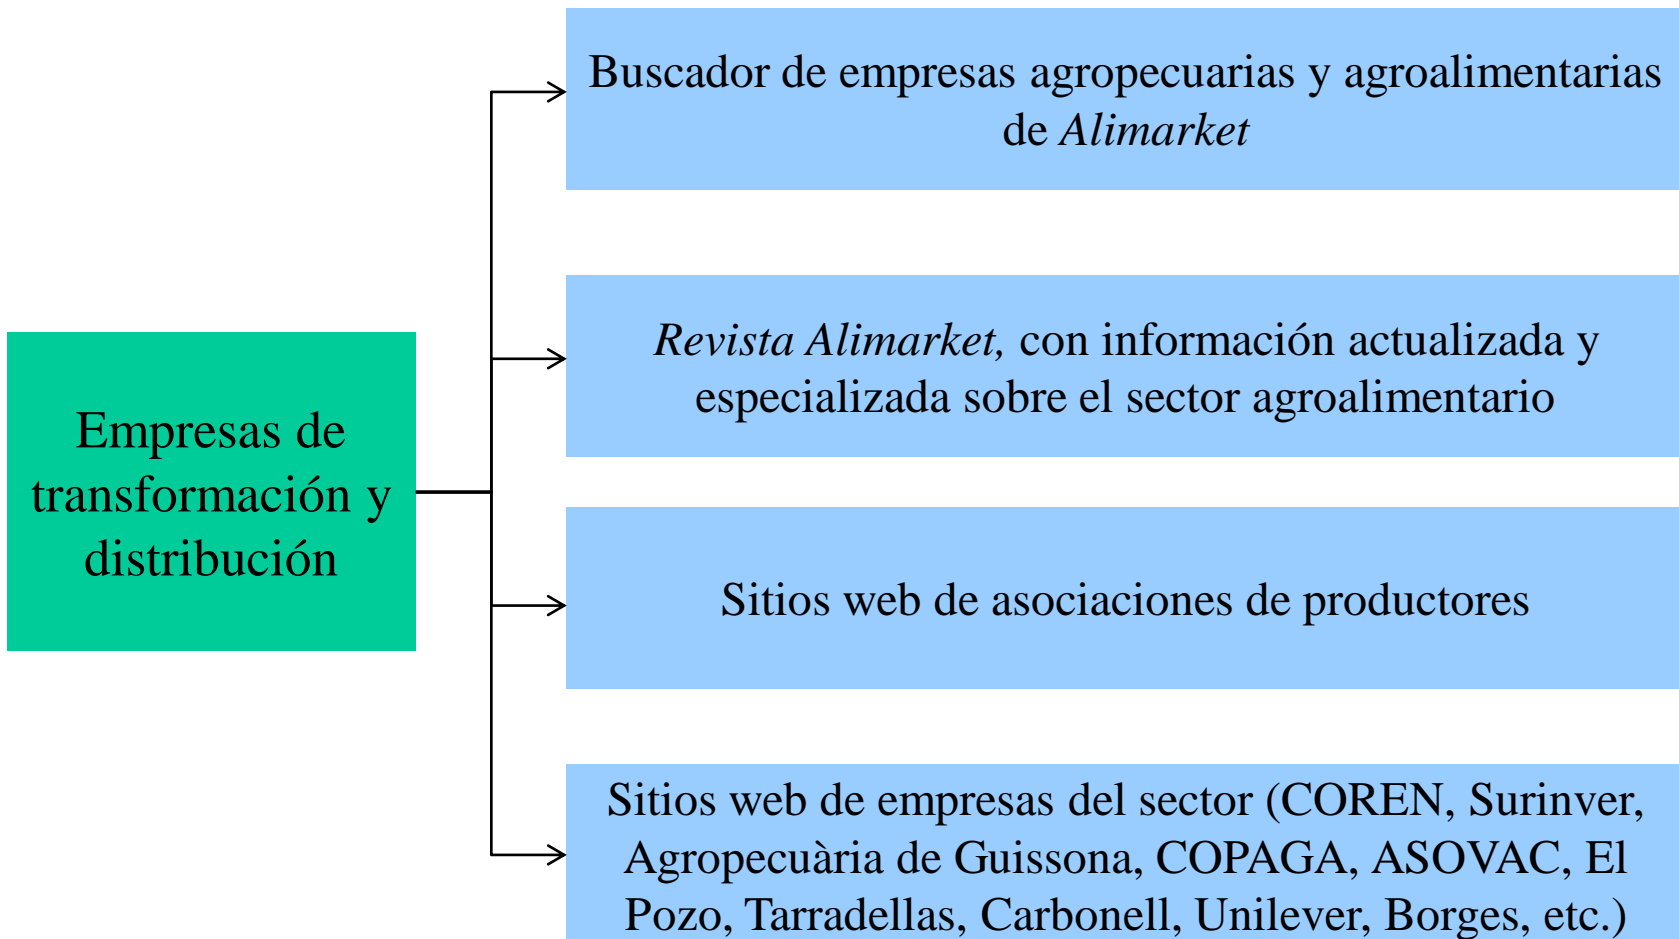 Buscador de empresas agropecuarias y agroalimentarias
de Alimarket
Revista Alimarket, con información actualizada y
especializada sobre el sector agroalimentario
Empresas de
transformación y
distribución
Sitios web de asociaciones de productores
Sitios web de empresas del sector (COREN, Surinver,
Agropecuària de Guissona, COPAGA, ASOVAC, El
Pozo, Tarradellas, Carbonell, Unilever, Borges, etc.)